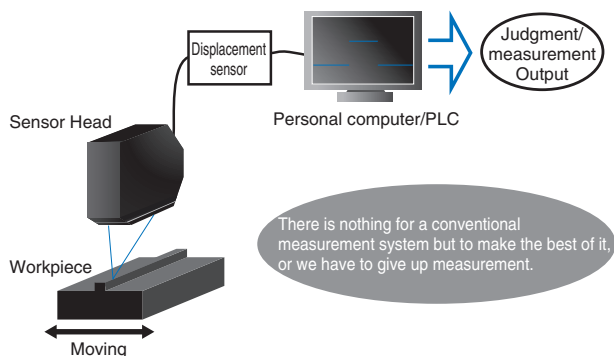 Displacement
sensor
Judgment/
measurement
Output
Sensor Head
Personal computer/PLC
There is nothing for a conventional
measurement system but to make the best of it,
or we have to give up measurement.
Workpiece
Moving